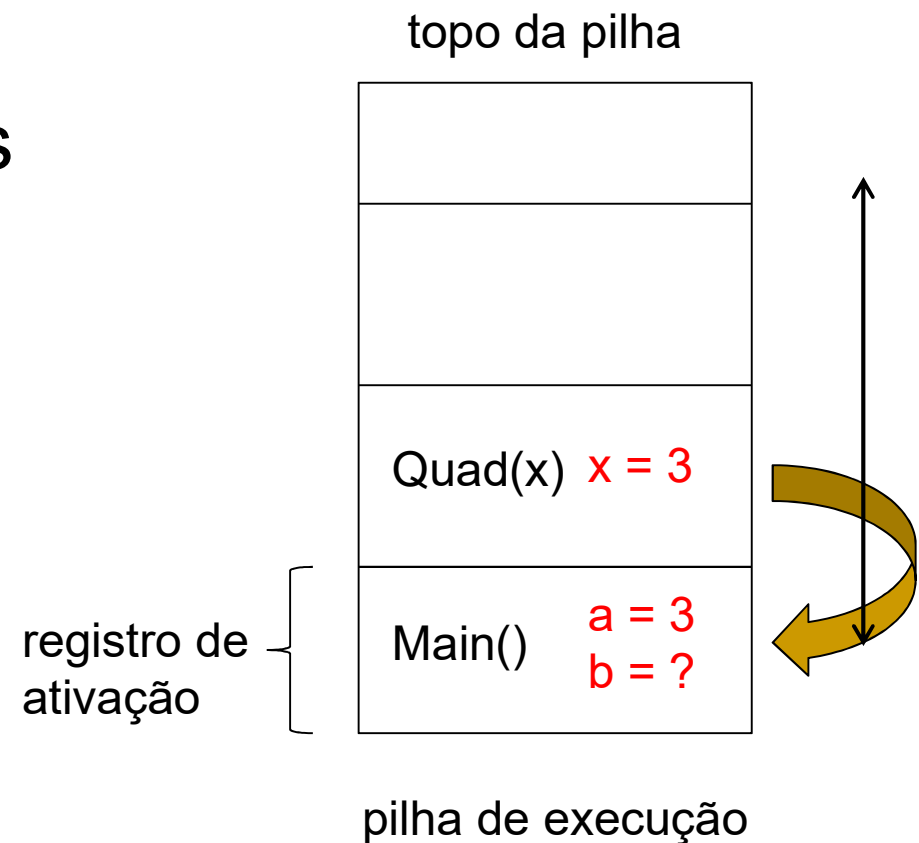 topo da pilha
s
Quad(x) x = 3
registro de
ativação
Main()
a = 3
b = ?
pilha de execução